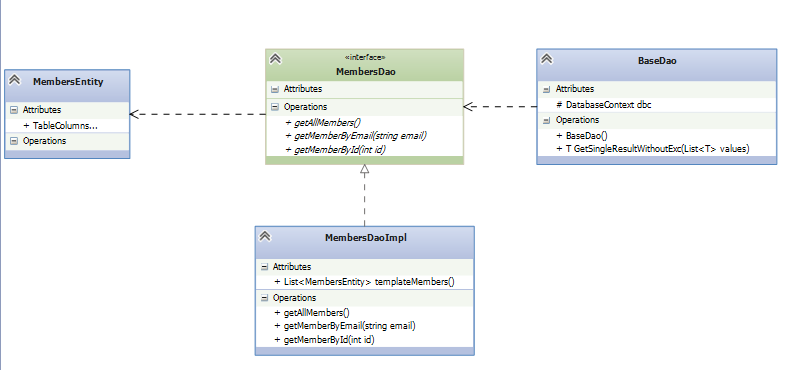 MembersEntity
Attributes
+ TableColumns...
Operations
«interface»
MembersDao
Attributes
Operations
+ getAllMembers()
+ getMemberByEmail(string email)
+ getMemberById(int id)
BaseDao
Attributes
# DatabaseContext dbc
Operations
+ BaseDao()
+ T GetSingleResultWithoutExc(List<T> values)
MembersDaoImpl
Attributes
+ List<MembersEntity> templateMembers()
Operations
+ getAllMembers()
+ getMemberByEmail(string email)
+ getMemberById(int id)